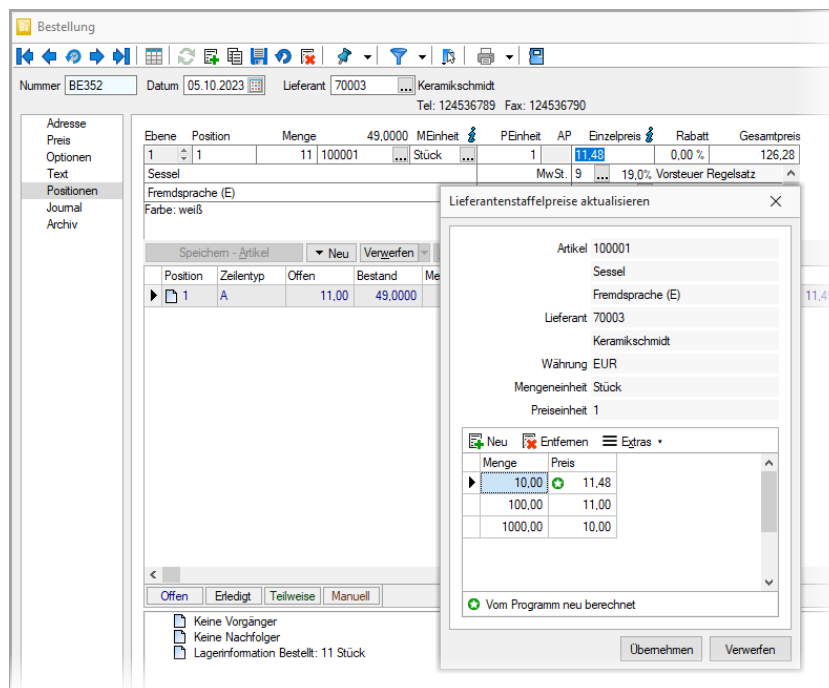 Bestellung
Nummer BE352 Datum 05.10.2023 Lieferant 70003 ... Keramikschmidt
Tel: 124536789 Fax: 124536790
Adresse
Preis
Optionen
Text
Positionen
Journal
Archiv
Ebene Position Menge 49,0000 MEinheit PEinheit AP Einzelpreis Rabatt Gesamtpreis
1 1 11 100001 ... Stück ... 1 11,48 0,00 % 126,28
Sessel MwSt. 9 ... 19,0% Vorsteuer Regelsatz
Fremdsprache (E)
Farbe: weiß
Speichern - Artikel Neu Verwerfen
Position Zeilentyp Offen Bestand Me
1 A 11,00 49,0000 11,4
Offen Erledigt Teilweise Manuell
Keine Vorgänger
Keine Nachfolger
Lagerinformation Bestellt: 11 Stück
Lieferantenstaffelpreise aktualisieren
Artikel 100001
Sessel
Fremdsprache (E)
Lieferant 70003
Keramikschmidt
Währung EUR
Mengeneinheit Stück
Preiseinheit 1
Neu Entfernen Extras
Menge Preis
10,00 11,48
100,00 11,00
1000,00 10,00
Vom Programm neu berechnet
Übernehmen Verwerfen